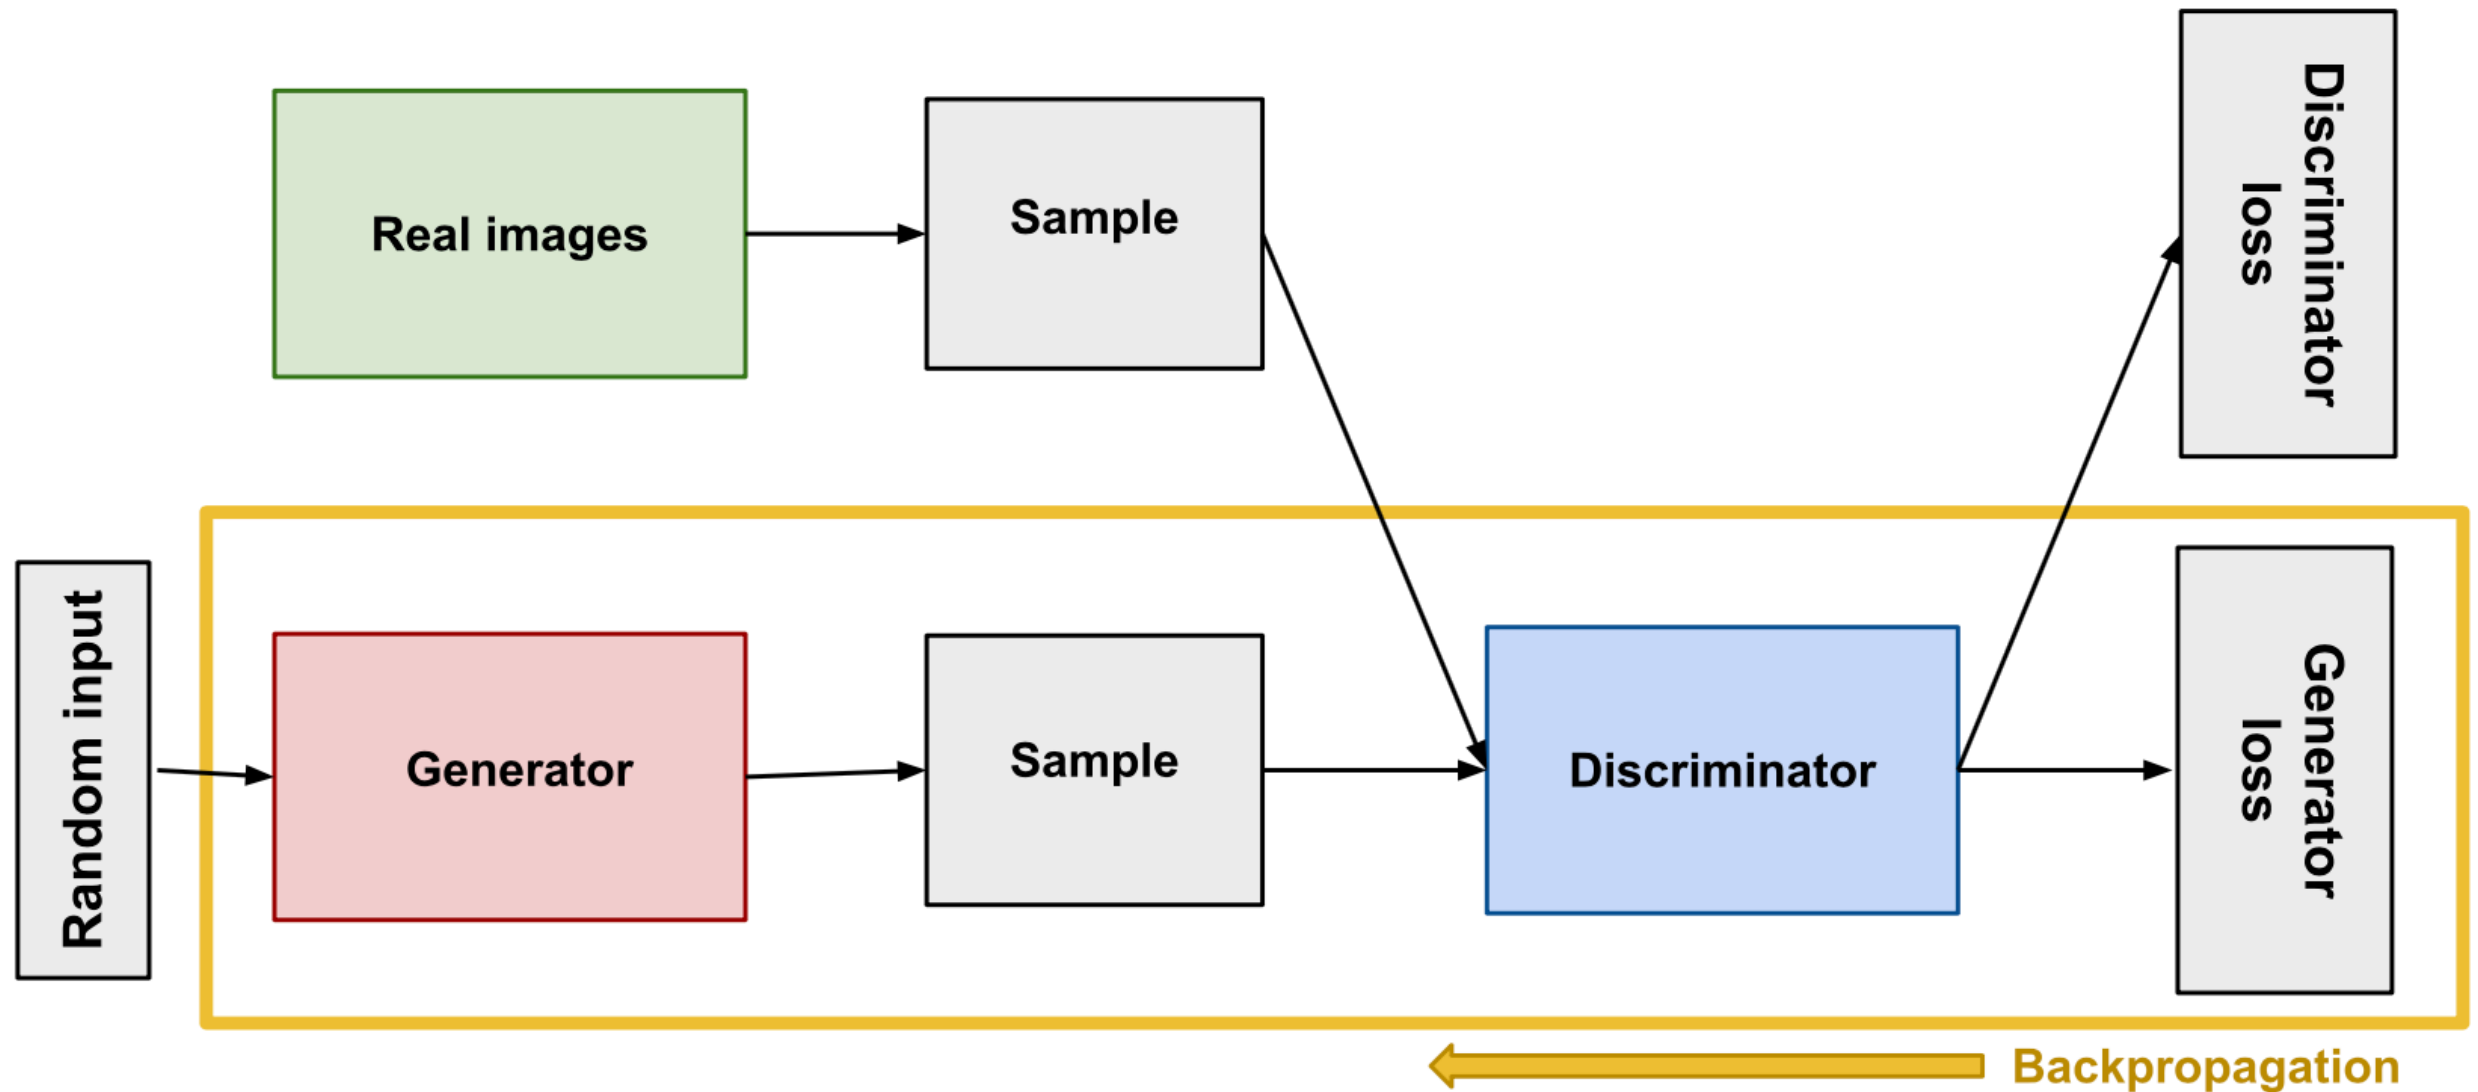 Real images
Sample
Discriminator
loss
Random input
Generator
Sample
Discriminator
Generator
loss
Backpropagation